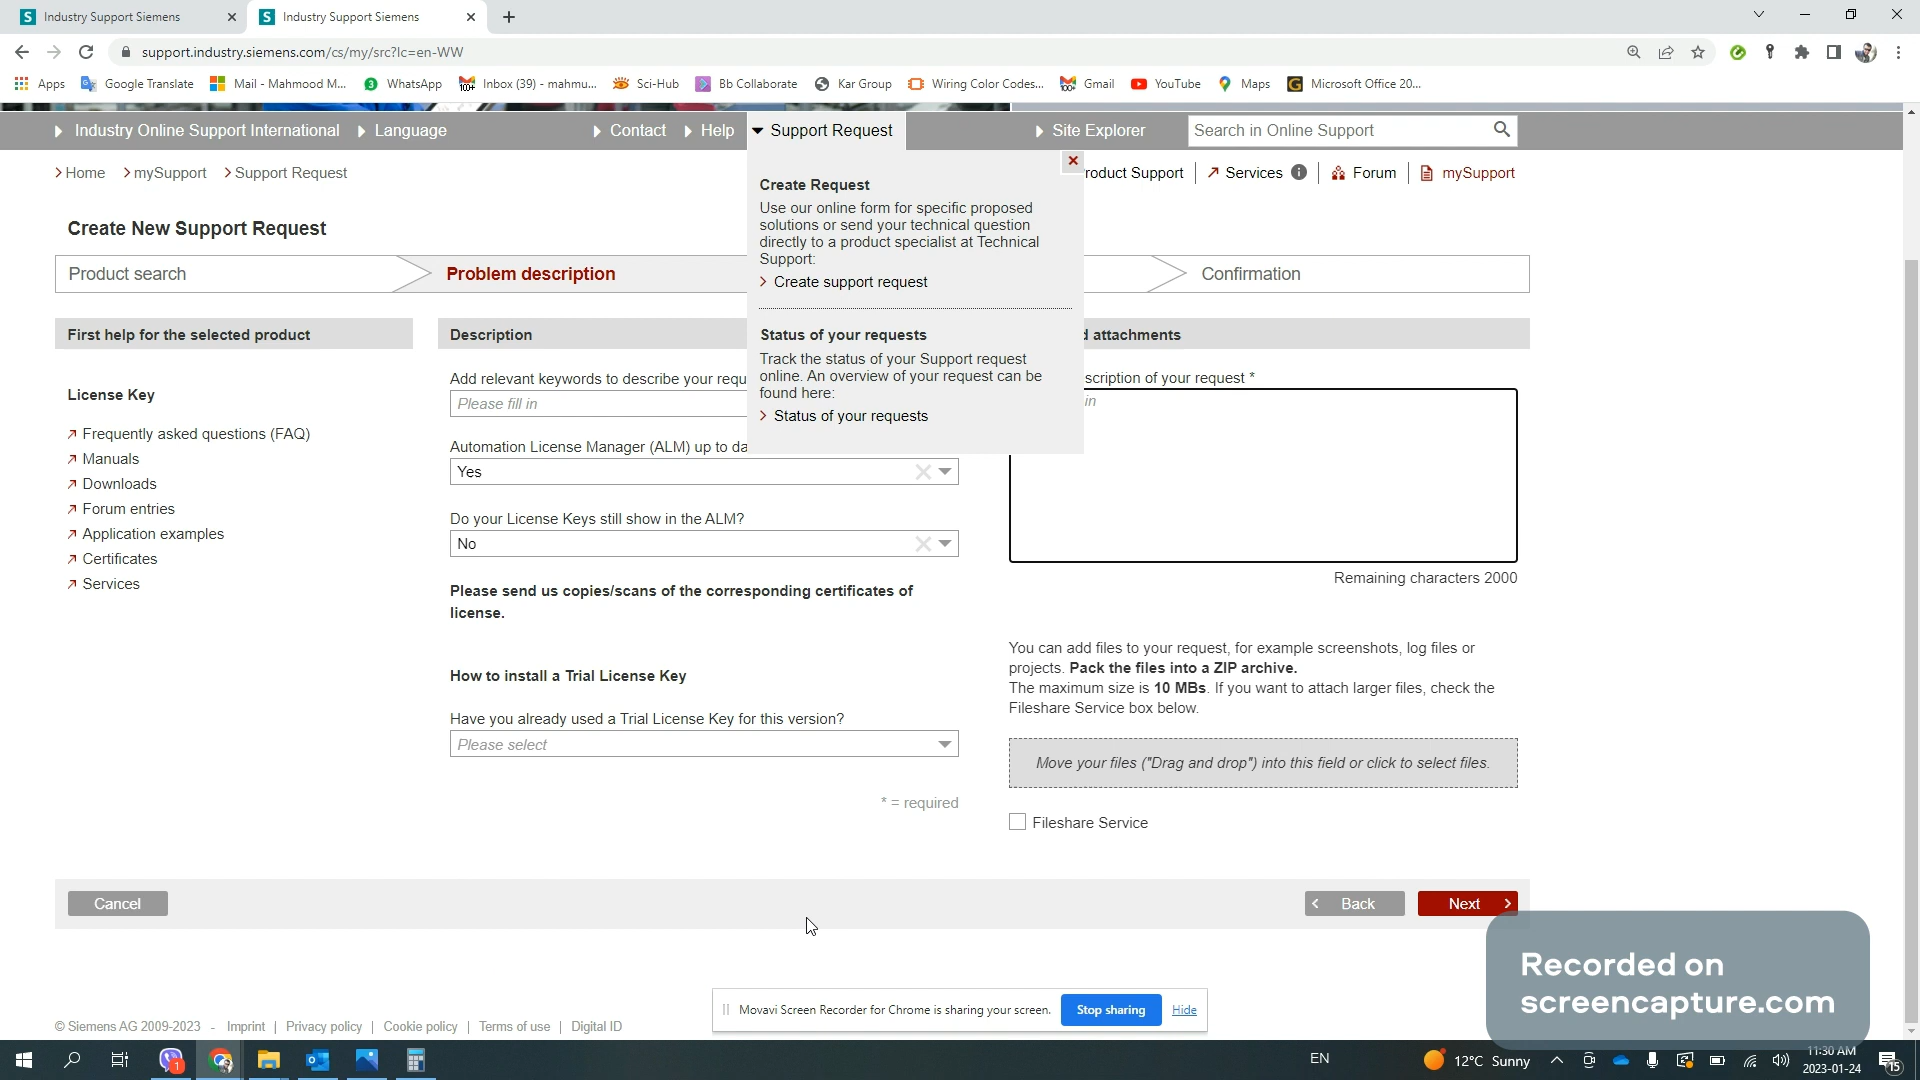 Industry Support Siemens
Industry Support Siemens
support.industry.siemens.com/cs/my/src?lc=en-WW
Apps
Google Translate
Mail - Mahmood M...
WhatsApp
Inbox (39) - mahmu...
Sci-Hub
Bb Collaborate
Kar Group
Wiring Color Codes...
Gmail
YouTube
Maps
Microsoft Office 20...
Industry Online Support International
Language
Contact
Help
Support Request
Site Explorer
Search in Online Support
Home
mySupport
Support Request
roduct Support
Services
Forum
mySupport
Create New Support Request
Product search
Problem description
Confirmation
Create Request
Use our online form for specific proposed
solutions or send your technical question
directly to a product specialist at Technical
Support:
Create support request
Status of your requests
Track the status of your Support request
online. An overview of your request can be
found here:
Status of your requests
First help for the selected product
License Key
Frequently asked questions (FAQ)
Manuals
Downloads
Forum entries
Application examples
Certificates
Services
Description
Add relevant keywords to describe your requ
Please fill in
Automation License Manager (ALM) up to da
Yes
Do your License Keys still show in the ALM?
No
Please send us copies/scans of the corresponding certificates of
license.
How to install a Trial License Key
Have you already used a Trial License Key for this version?
Please select
* = required
d attachments
scription of your request *
in
Remaining characters 2000
You can add files to your request, for example screenshots, log files or
projects. Pack the files into a ZIP archive.
The maximum size is 10 MBs. If you want to attach larger files, check the
Fileshare Service box below.
Move your files ("Drag and drop") into this field or click to select files.
Fileshare Service
Cancel
Back
Next
Recorded on
screencapture.com
Movavi Screen Recorder for Chrome is sharing your screen.
Stop sharing
Hide
© Siemens AG 2009-2023 - Imprint | Privacy policy | Cookie policy | Terms of use | Digital ID
EN
12°C Sunny
11:30 AM
2023-01-24
15